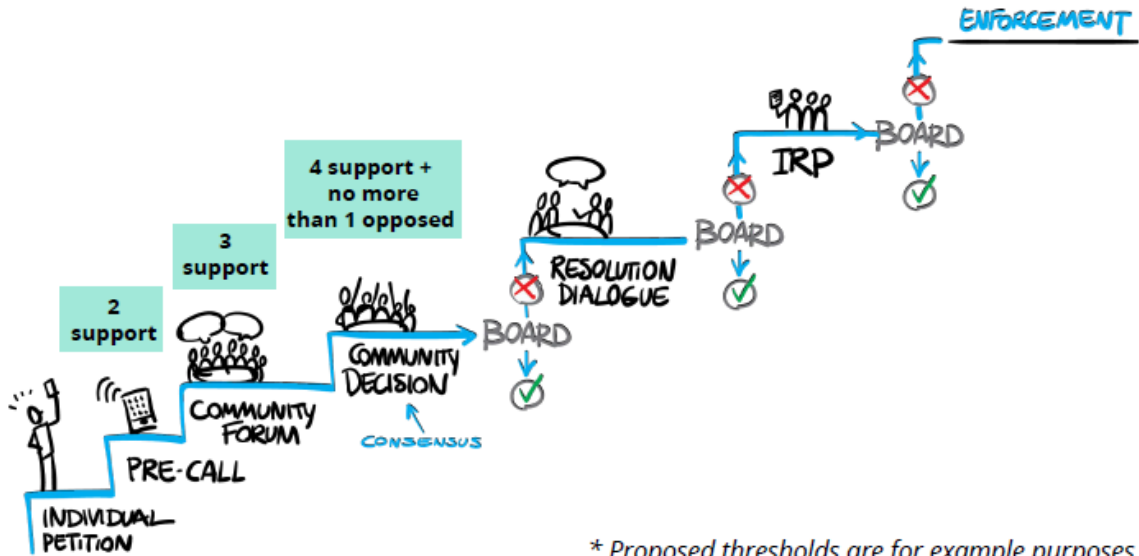 ENFORCEMENT
BOARD
IRP
4 support +
no more
than 1 opposed
BOARD
3
support
RESOLUTION
DIALOGUE
2
support
BOARD
COMMUNITY
DECISION
CONSENSUS
COMMUNITY
FORUM
PRE-CALL
INDIVIDUAL
PETITION
* Proposed thresholds are for example purposes